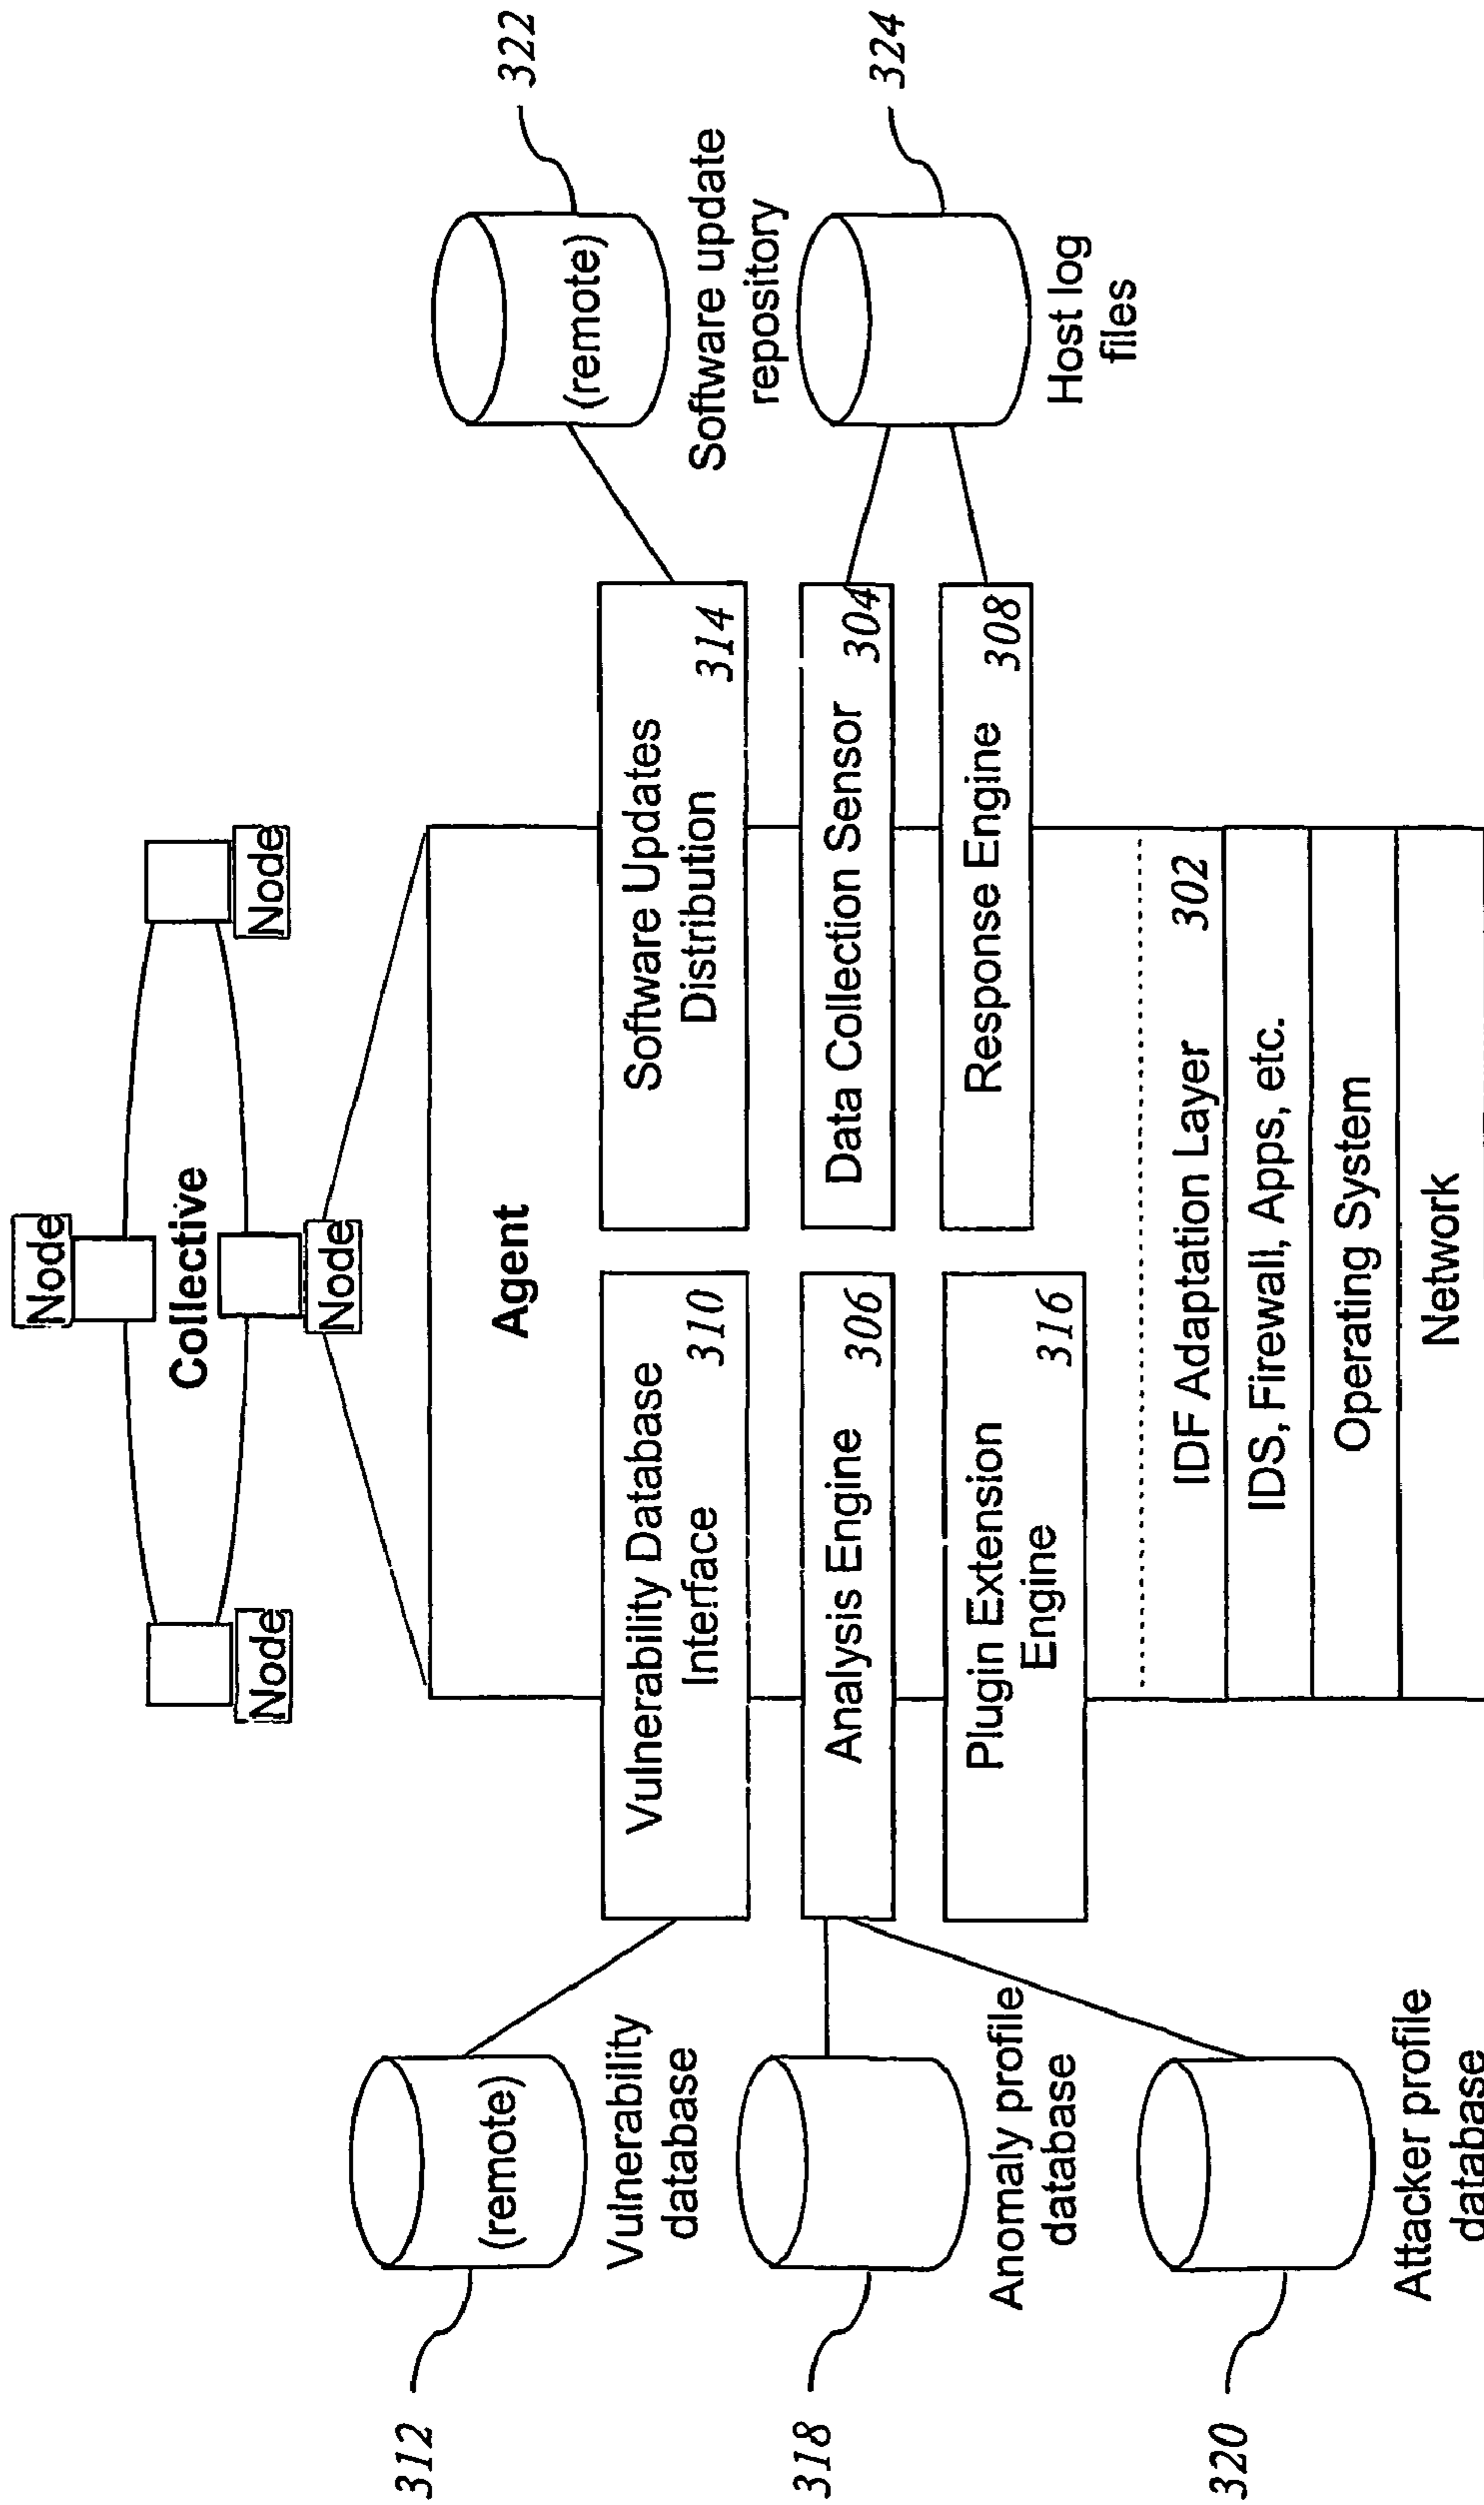 Node
Collective
Node
Node
Node
Agent
Vulnerability Database
Interface
310
Software Updates
Distribution
314
Analysis Engine
306
Data Collection Sensor
304
Plugin Extension
Engine
316
Response Engine
308
IDF Adaptation Layer
302
IDS, Firewall, Apps, etc.
Operating System
Network
312
(remote)
Vulnerability
database
318
Anomaly profile
database
320
Attacker profile
database
322
(remote)
Software update
repository
324
Host log
files